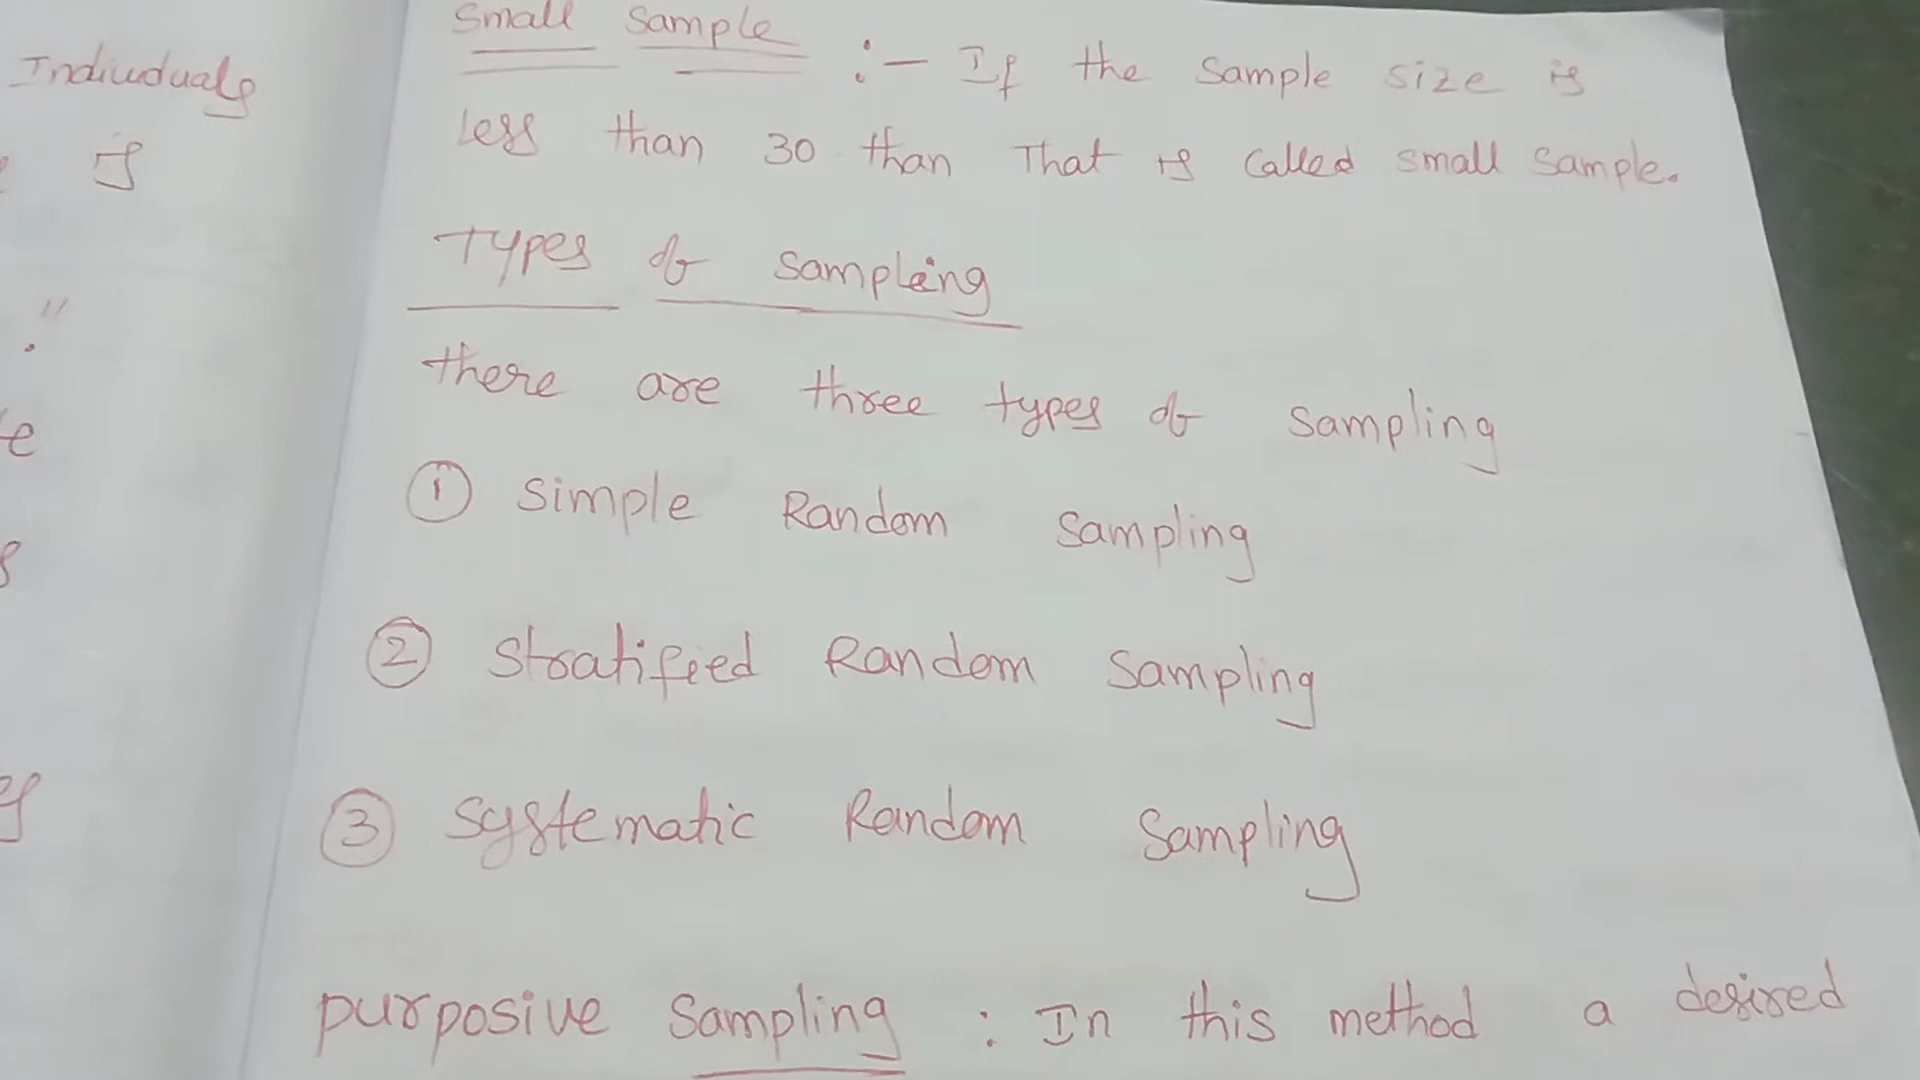 Individuals
is
Small Sample :- If the Sample size is
less than 30 than That is called small sample.
Types of sampling
there are three types of sampling
① Simple Random Sampling
② Stratified Random Sampling
③ Systematic Random Sampling
purposive Sampling : In this method a desired